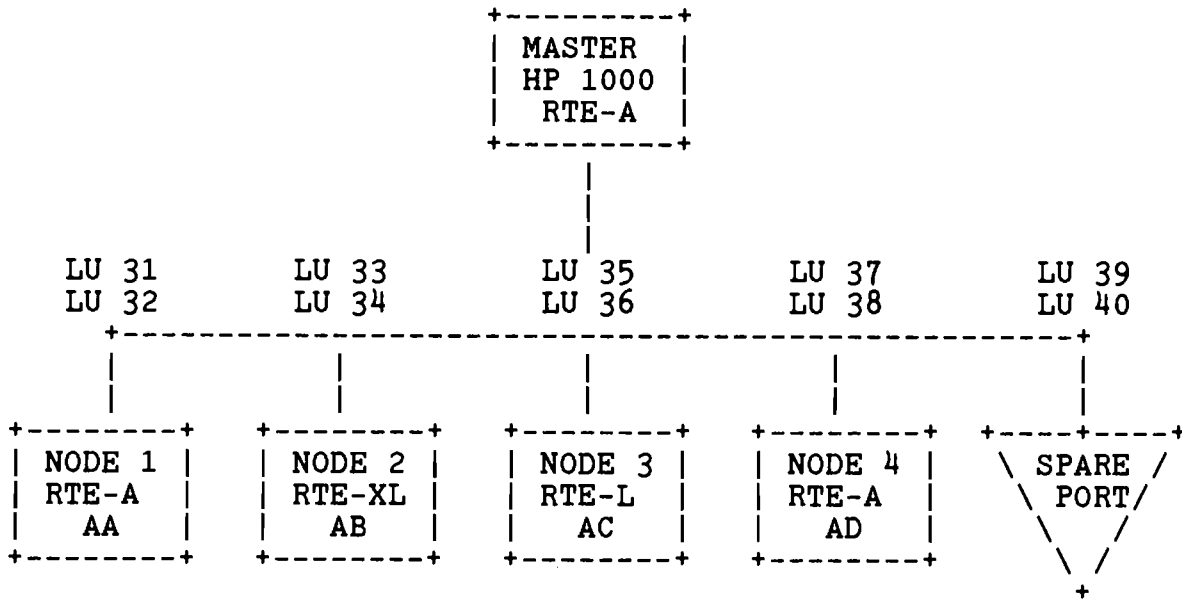 MASTER
HP 1000
RTE-A
LU 31 LU 33 LU 35 LU 37 LU 39
LU 32 LU 34 LU 36 LU 38 LU 40
NODE 1 NODE 2 NODE 3 NODE 4 SPARE
RTE-A RTE-XL RTE-L RTE-A PORT
AA AB AC AD